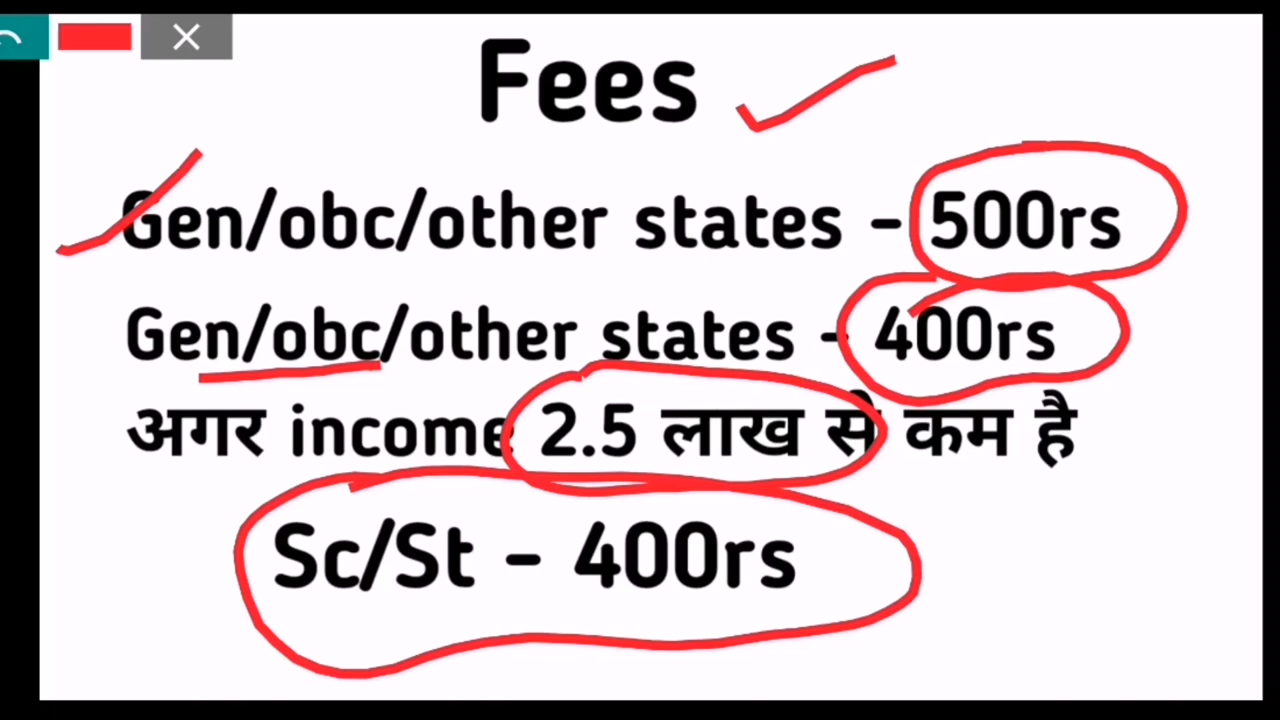 Fees
Gen/obc/other states - 500rs
Gen/obc/other states - 400rs
अगर income 2.5 लाख से कम है
Sc/St - 400rs